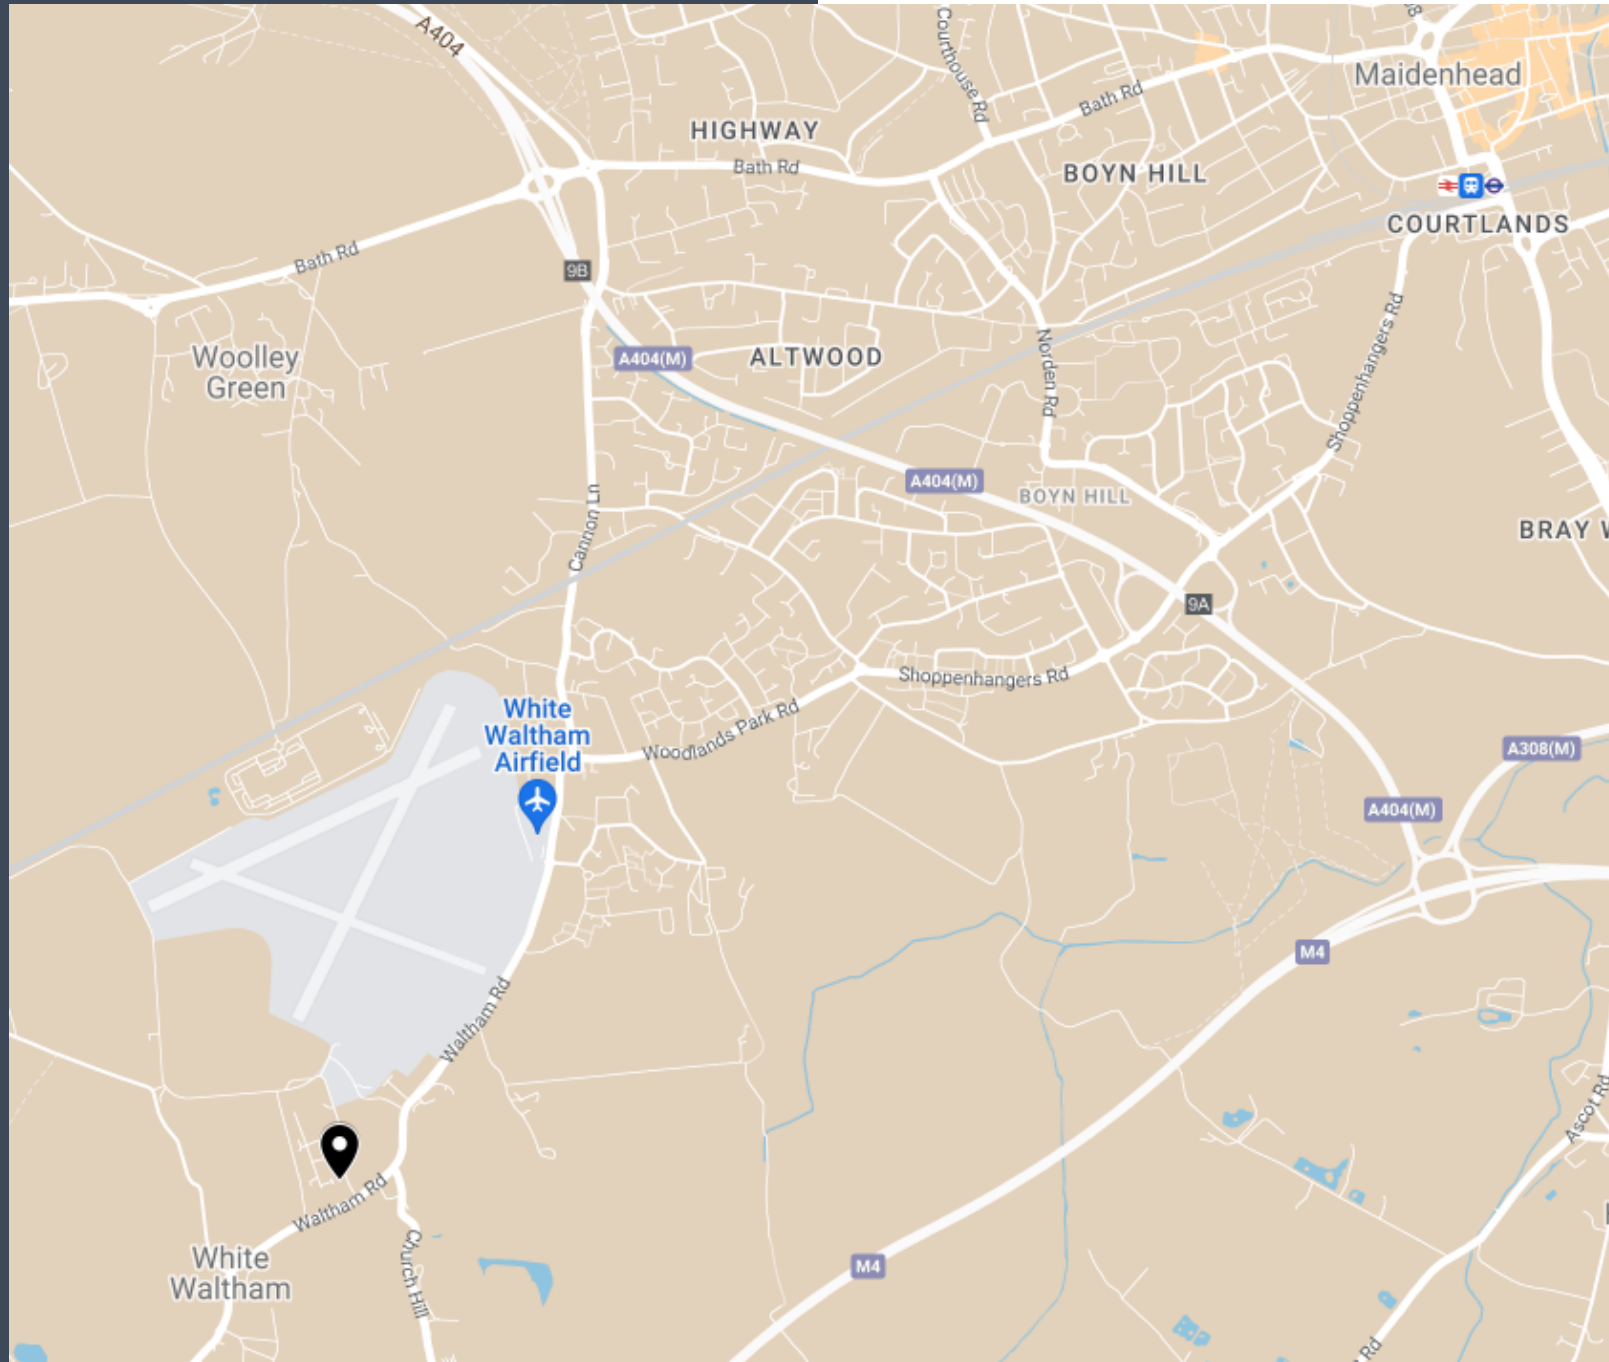 A404
Courthouse Rd
Maidenhead
HIGHWAY
Bath Rd
Bath Rd
BOYN HILL
COURTLANDS
Bath Rd
9B
Woolley
Green
A404(M)
ALTWOOD
Norden Rd
Shoppenhangers Rd
A404(M)
BOYN HILL
Cannon Ln
BRAY W
9A
Shoppenhangers Rd
White
Waltham
Airfield
Woodlands Park Rd
A308(M)
A404(M)
M4
Waltham Rd
Ascot Rd
Waltham Rd
White
Waltham
Church Hill
M4
Rd